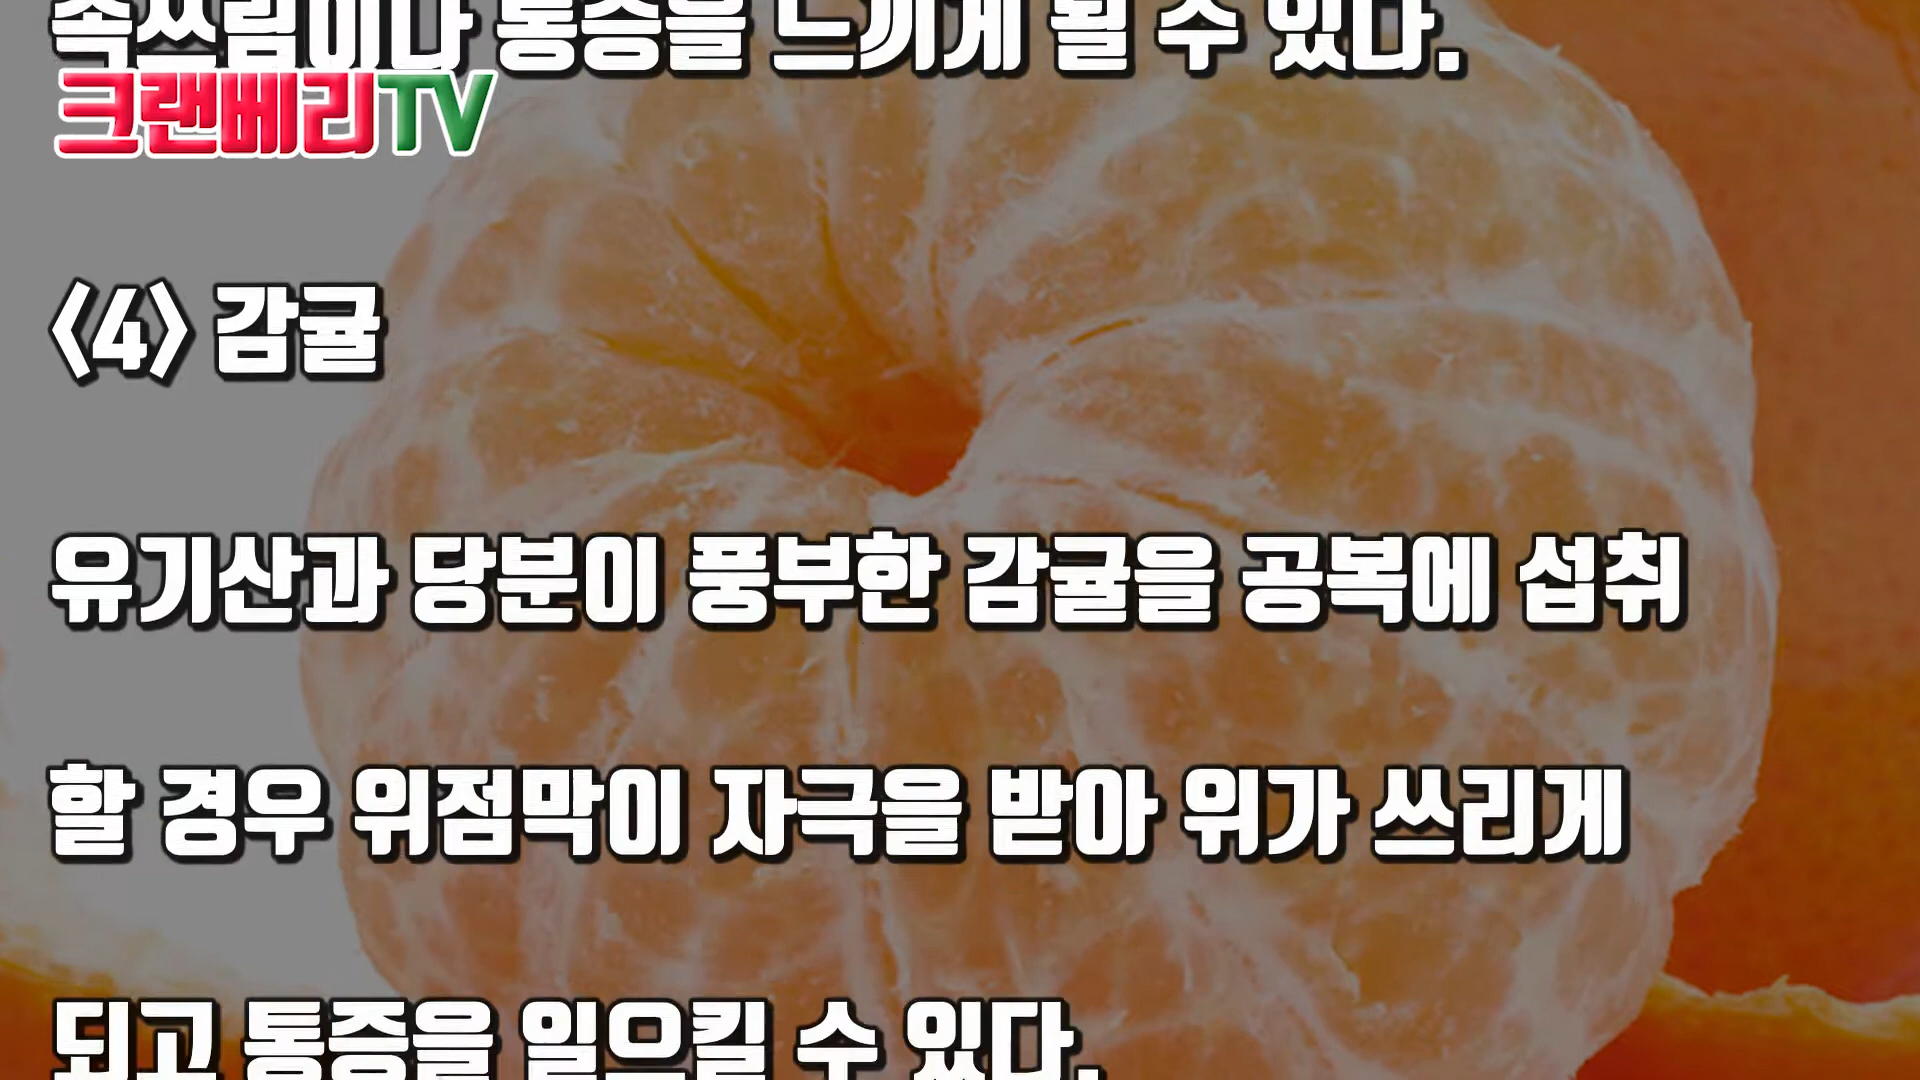 속쓰림이나 통증을 느끼게 될 수 있다.
크랜베리TV
〈4〉 감귤
유기산과 당분이 풍부한 감귤을 공복에 섭취
할 경우 위점막이 자극을 받아 위가 쓰리게
되고 통증을 일으킬 수 있다.